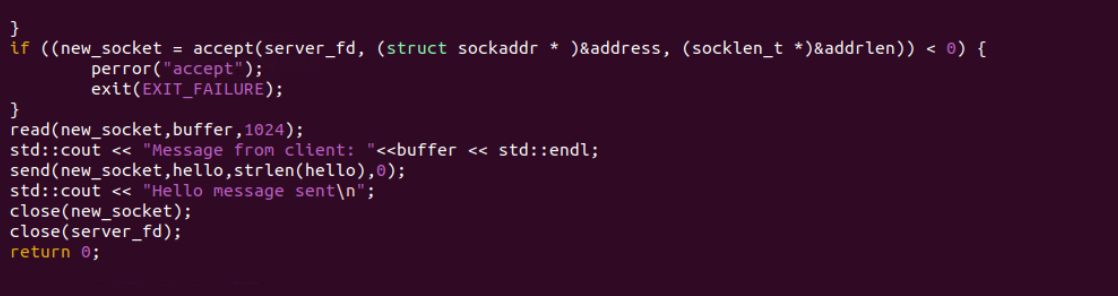 }
if ((new_socket = accept(server_fd, (struct sockaddr * )&address, (socklen_t *)&addrlen)) < 0) {
        perror("accept");
        exit(EXIT_FAILURE);
}
read(new_socket,buffer,1024);
std::cout << "Message from client: "<<buffer << std::endl;
send(new_socket,hello,strlen(hello),0);
std::cout << "Hello message sent\n";
close(new_socket);
close(server_fd);
return 0;